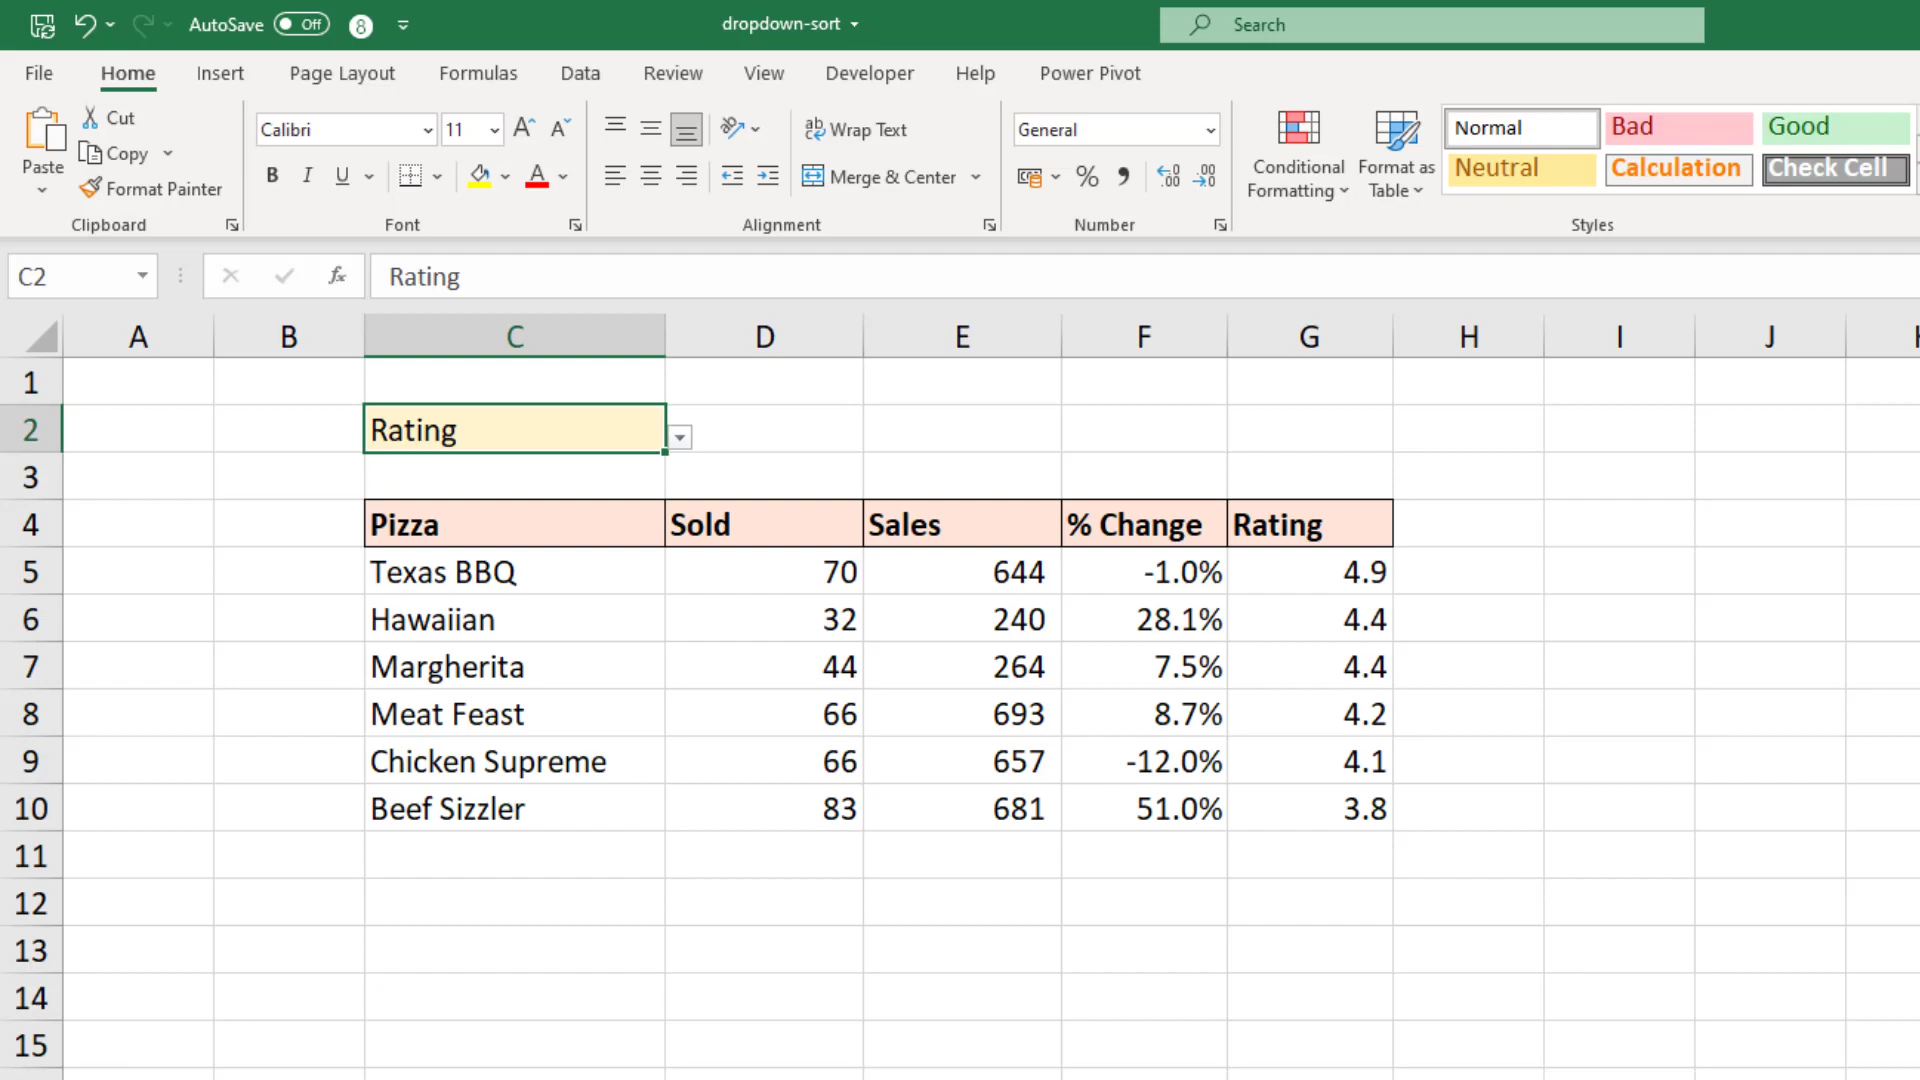 AutoSave Off 8 dropdown-sort Search
File Home Insert Page Layout Formulas Data Review View Developer Help Power Pivot
Paste
Cut
Copy
Format Painter
Clipboard
Calibri 11 A A
B I U A
Font
ab Wrap Text
Merge & Center
Alignment
General
% , .00 .00
Number
Conditional Formatting
Format as Table
Normal Bad Good
Neutral Calculation Check Cell
Styles
C2 fx Rating
A B C D E F G H I J
1
2 Rating
3
4 Pizza Sold Sales % Change Rating
5 Texas BBQ 70 644 -1.0% 4.9
6 Hawaiian 32 240 28.1% 4.4
7 Margherita 44 264 7.5% 4.4
8 Meat Feast 66 693 8.7% 4.2
9 Chicken Supreme 66 657 -12.0% 4.1
10 Beef Sizzler 83 681 51.0% 3.8
11
12
13
14
15